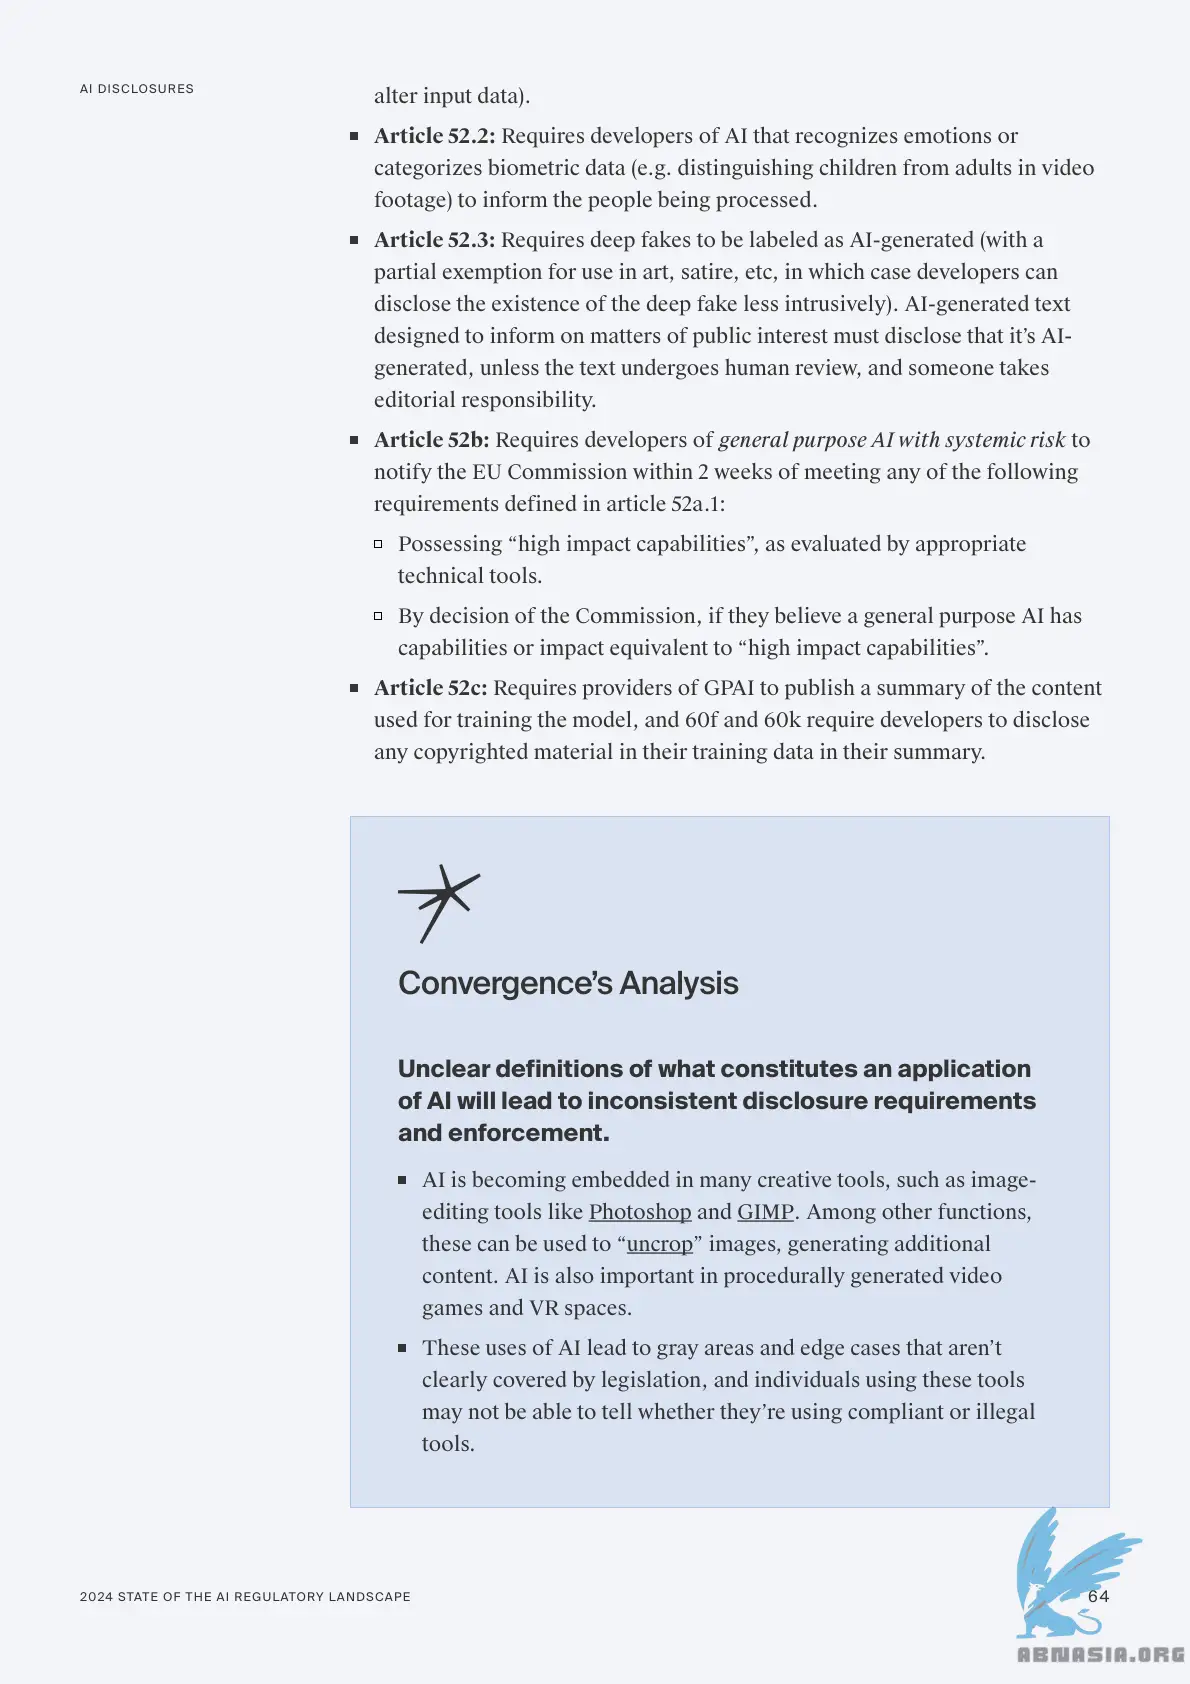 AI DISCLOSURES
alter input data).
Article 52.2: Requires developers of AI that recognizes emotions or
categorizes biometric data (e.g. distinguishing children from adults in video
footage) to inform the people being processed.
Article 52.3: Requires deep fakes to be labeled as AI-generated (with a
partial exemption for use in art, satire, etc, in which case developers can
disclose the existence of the deep fake less intrusively). AI-generated text
designed to inform on matters of public interest must disclose that it’s AI-
generated, unless the text undergoes human review, and someone takes
editorial responsibility.
Article 52b: Requires developers of general purpose AI with systemic risk to
notify the EU Commission within 2 weeks of meeting any of the following
requirements defined in article 52a.1:
Possessing “high impact capabilities”, as evaluated by appropriate
technical tools.
By decision of the Commission, if they believe a general purpose AI has
capabilities or impact equivalent to “high impact capabilities”.
Article 52c: Requires providers of GPAI to publish a summary of the content
used for training the model, and 60f and 60k require developers to disclose
any copyrighted material in their training data in their summary.
Convergence’s Analysis
Unclear definitions of what constitutes an application
of AI will lead to inconsistent disclosure requirements
and enforcement.
AI is becoming embedded in many creative tools, such as image-
editing tools like Photoshop and GIMP. Among other functions,
these can be used to “uncrop” images, generating additional
content. AI is also important in procedurally generated video
games and VR spaces.
These uses of AI lead to gray areas and edge cases that aren’t
clearly covered by legislation, and individuals using these tools
may not be able to tell whether they’re using compliant or illegal
tools.
2024 STATE OF THE AI REGULATORY LANDSCAPE
64
ABNASIA.ORG